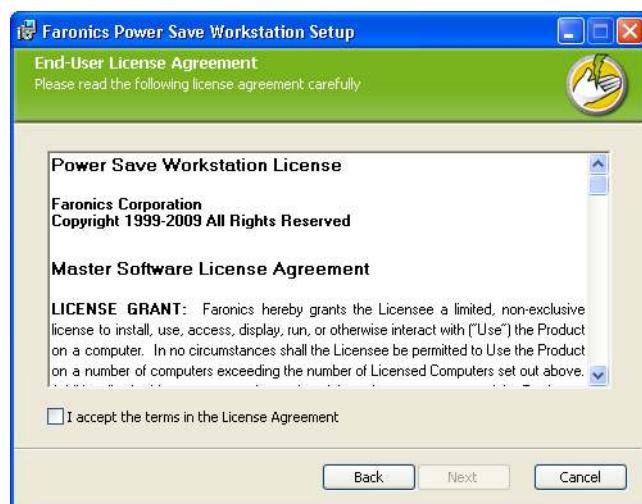 Faronics Power Save Workstation Setup
End-User License Agreement
Please read the following license agreement carefully
Power Save Workstation License
Faronics Corporation
Copyright 1999-2009 All Rights Reserved
Master Software License Agreement
LICENSE GRANT: Faronics hereby grants the Licensee a limited, non-exclusive
license to install, use, access, display, run, or otherwise interact with ("Use") the Product
on a computer. In no circumstances shall the Licensee be permitted to Use the Product
on a number of computers exceeding the number of Licensed Computers set out above.
I accept the terms in the License Agreement
Back
Next
Cancel